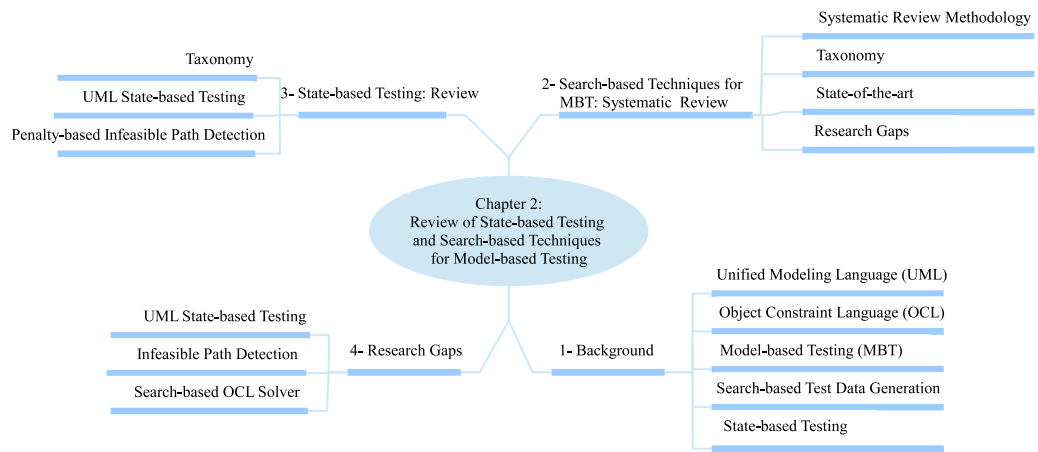 Chapter 2:
Review of State-based Testing
and Search-based Techniques
for Model-based Testing
1- Background
Unified Modeling Language (UML)
Object Constraint Language (OCL)
Model-based Testing (MBT)
Search-based Test Data Generation
State-based Testing
2- Search-based Techniques for
MBT: Systematic Review
Systematic Review Methodology
Taxonomy
State-of-the-art
Research Gaps
3- State-based Testing: Review
Taxonomy
UML State-based Testing
Penalty-based Infeasible Path Detection
4- Research Gaps
UML State-based Testing
Infeasible Path Detection
Search-based OCL Solver